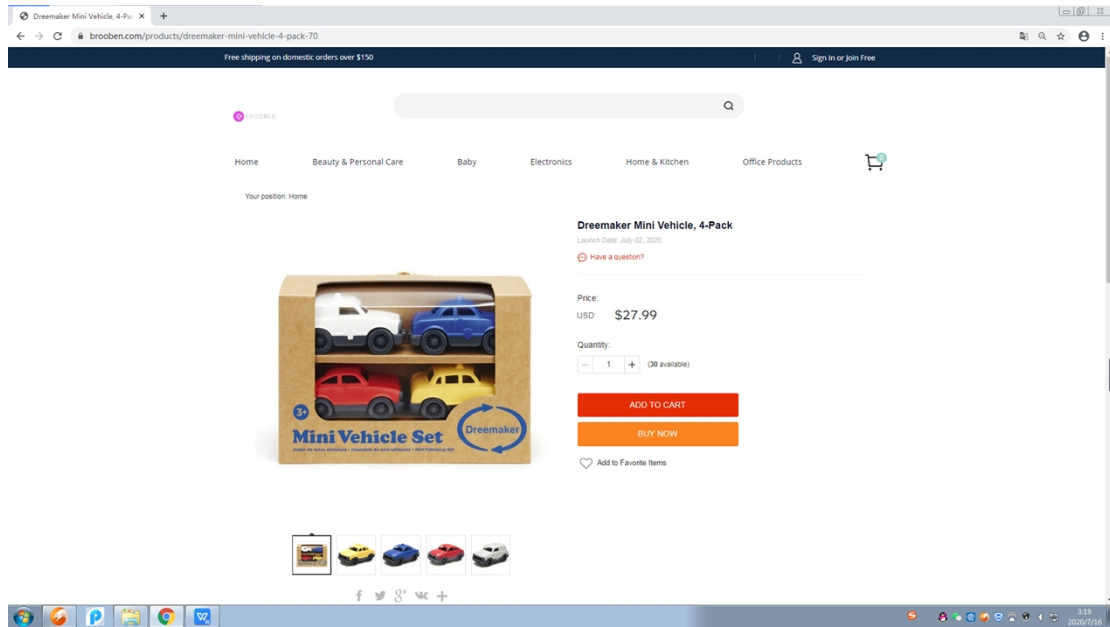 Dreemaker Mini Vehicle, 4-Pac
brooben.com/products/dreemaker-mini-vehicle-4-pack-70
Free shipping on domestic orders over $150
Sign In or Join Free
BROOBEN
0
Home Beauty & Personal Care Baby Electronics Home & Kitchen Office Products
Your position: Home
Dreemaker Mini Vehicle, 4-Pack
Launch Date: July 02, 2020
Have a question?
Price:
USD $27.99
Quantity:
1 (30 available)
ADD TO CART
BUY NOW
Add to Favorite Items
3+
Mini Vehicle Set
Dreemaker
3:19
2020/7/16